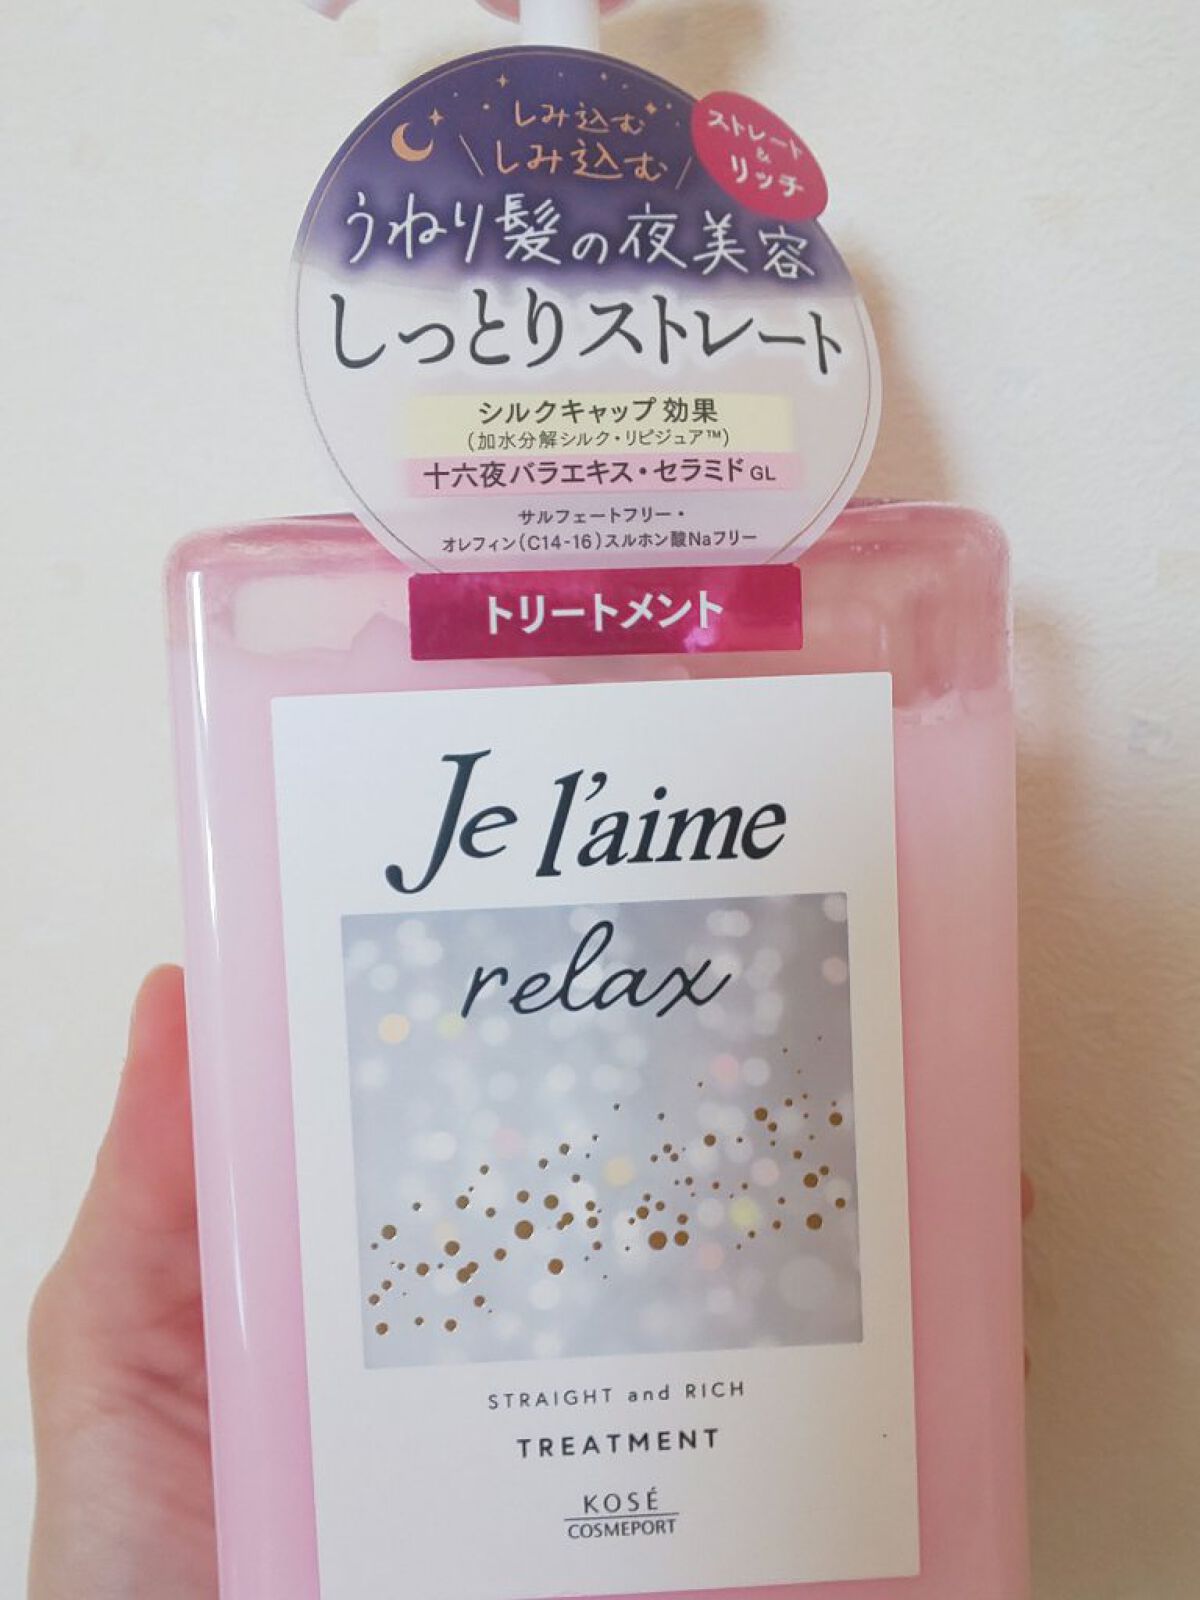 しみ込む
しみ込む
ストレート
&
リッチ
うねり髪の夜美容
しっとりストレート
シルクキャップ効果
(加水分解シルク・リピジュア™)
十六夜バラエキス・セラミド GL
サルフェートフリー・
オレフィン(C14-16)スルホン酸Naフリー
トリートメント
Je l'aime
relax
STRAIGHT and RICH
TREATMENT
KOSÉ
COSMEPORT